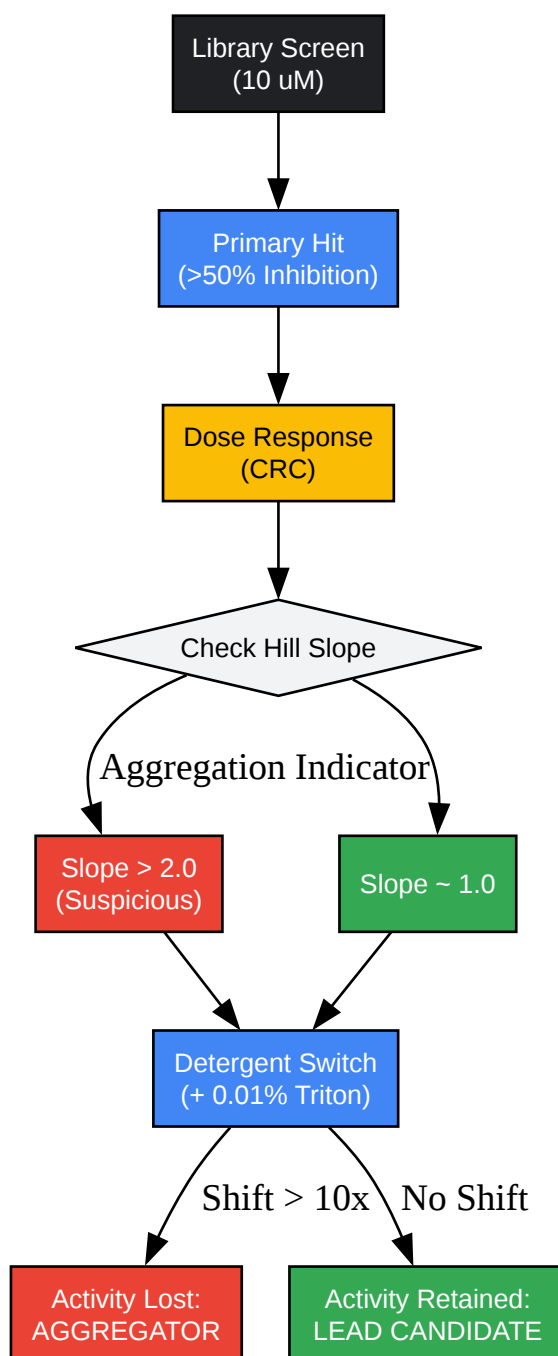 Library Screen
(10 uM)
Primary Hit
(>50% Inhibition)
Dose Response
(CRC)
Check Hill Slope
Aggregation Indicator
Slope > 2.0
(Suspicious)
Slope ~ 1.0
Detergent Switch
(+ 0.01% Triton)
Shift > 10x
No Shift
Activity Lost:
AGGREGATOR
Activity Retained:
LEAD CANDIDATE